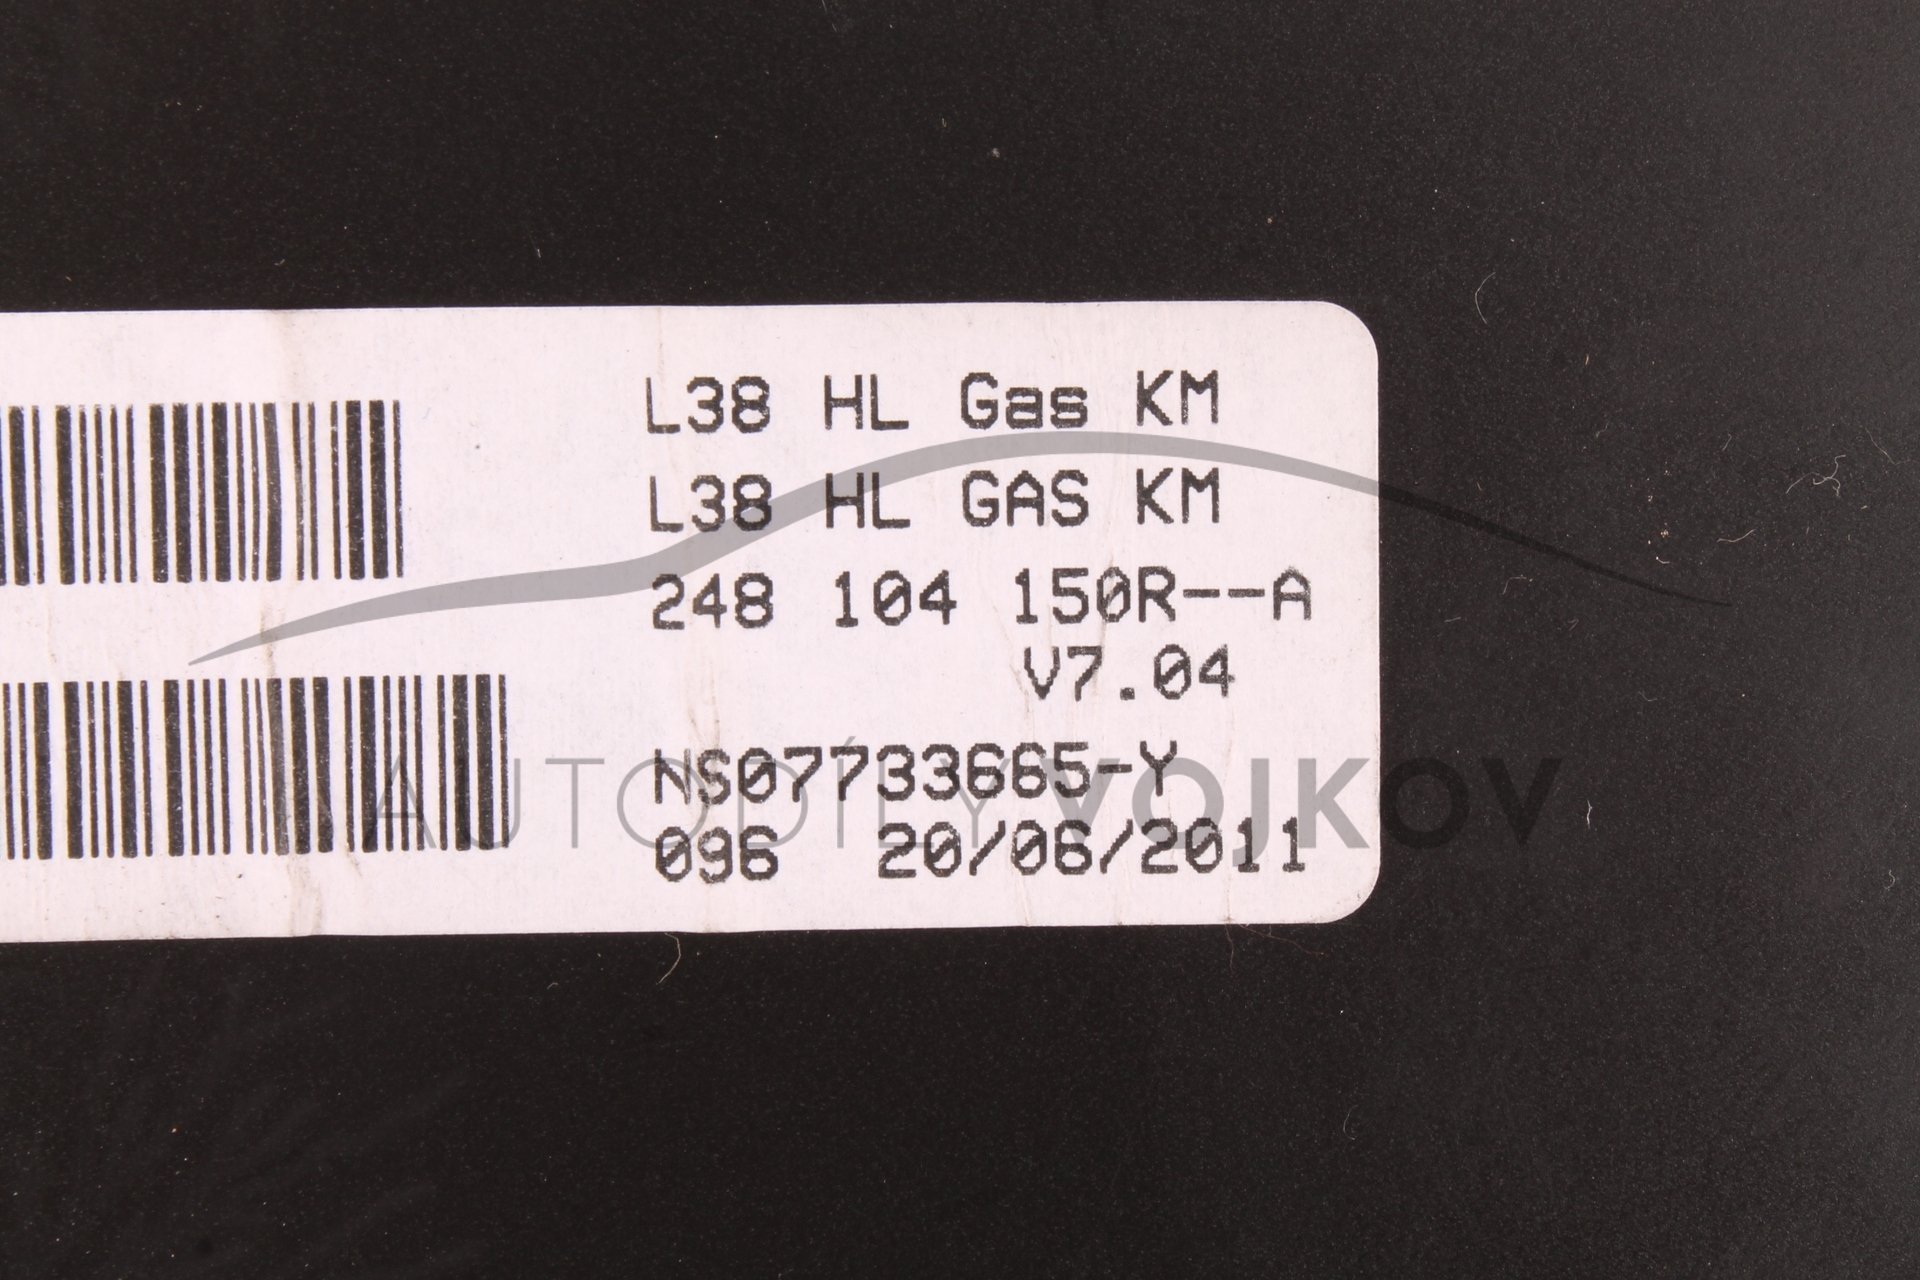 L38 HL Gas KM
L38 HL GAS KM
248 104 150R--A
V7.04
NS07733665-Y
096 20/06/2011
AUTODÍLY VOJKOV